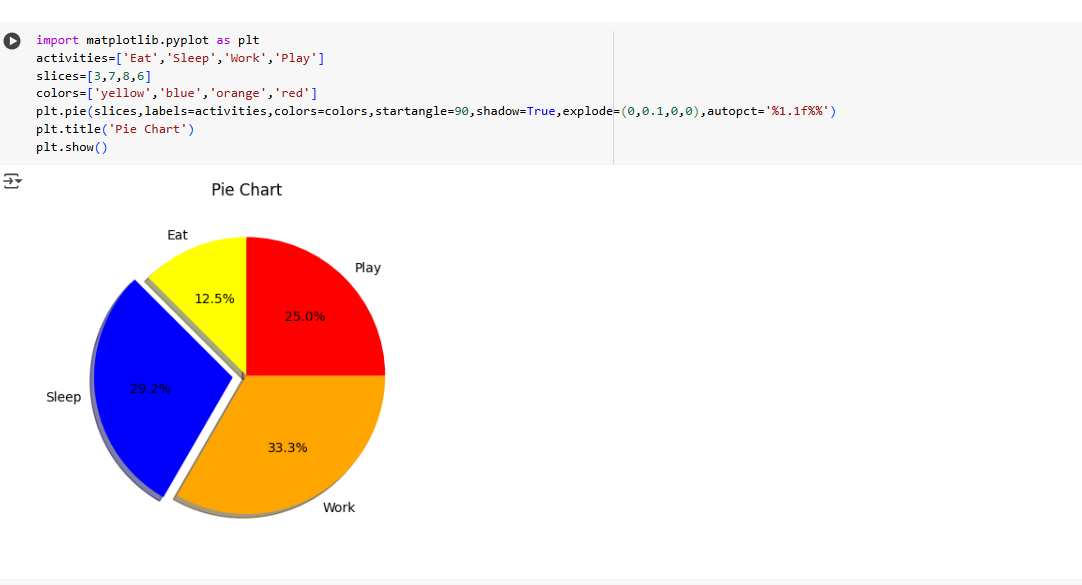 import matplotlib.pyplot as plt
activities=['Eat','Sleep','Work','Play']
slices=[3,7,8,6]
colors=['yellow','blue','orange','red']
plt.pie(slices,labels=activities,colors=colors,startangle=90,shadow=True,explode=(0,0.1,0,0),autopct='%1.1f%%')
plt.title('Pie Chart')
plt.show()
Pie Chart
Eat
Play
12.5%
25.0%
29.2%
Sleep
33.3%
Work